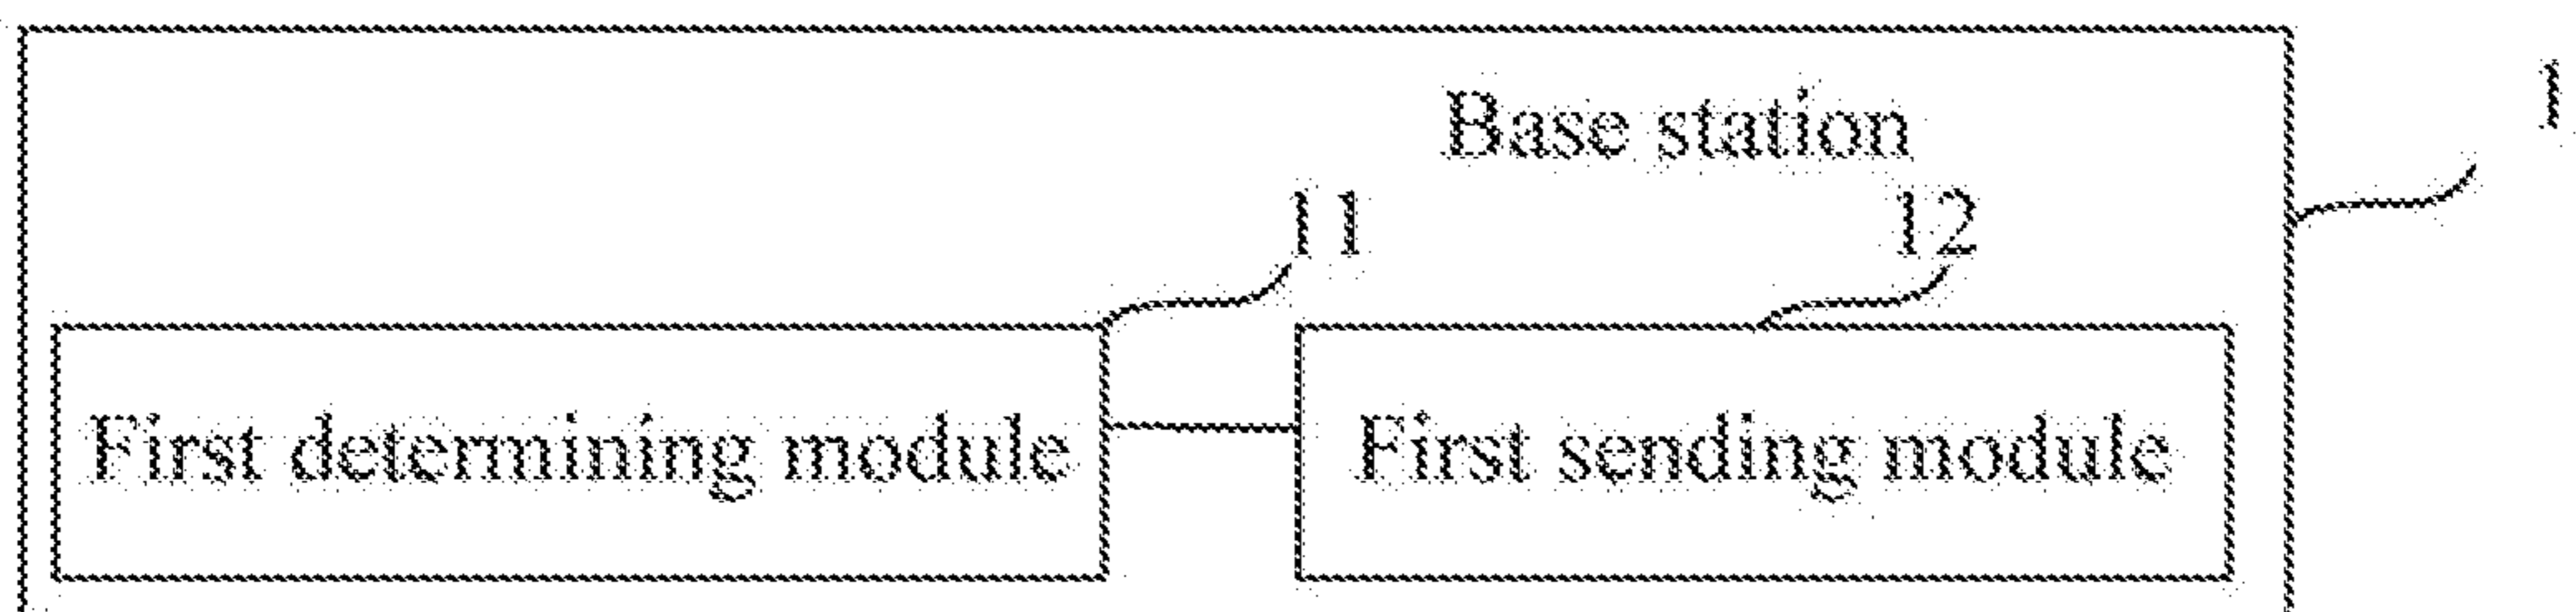 1
Base station
11 12
First determining module First sending module